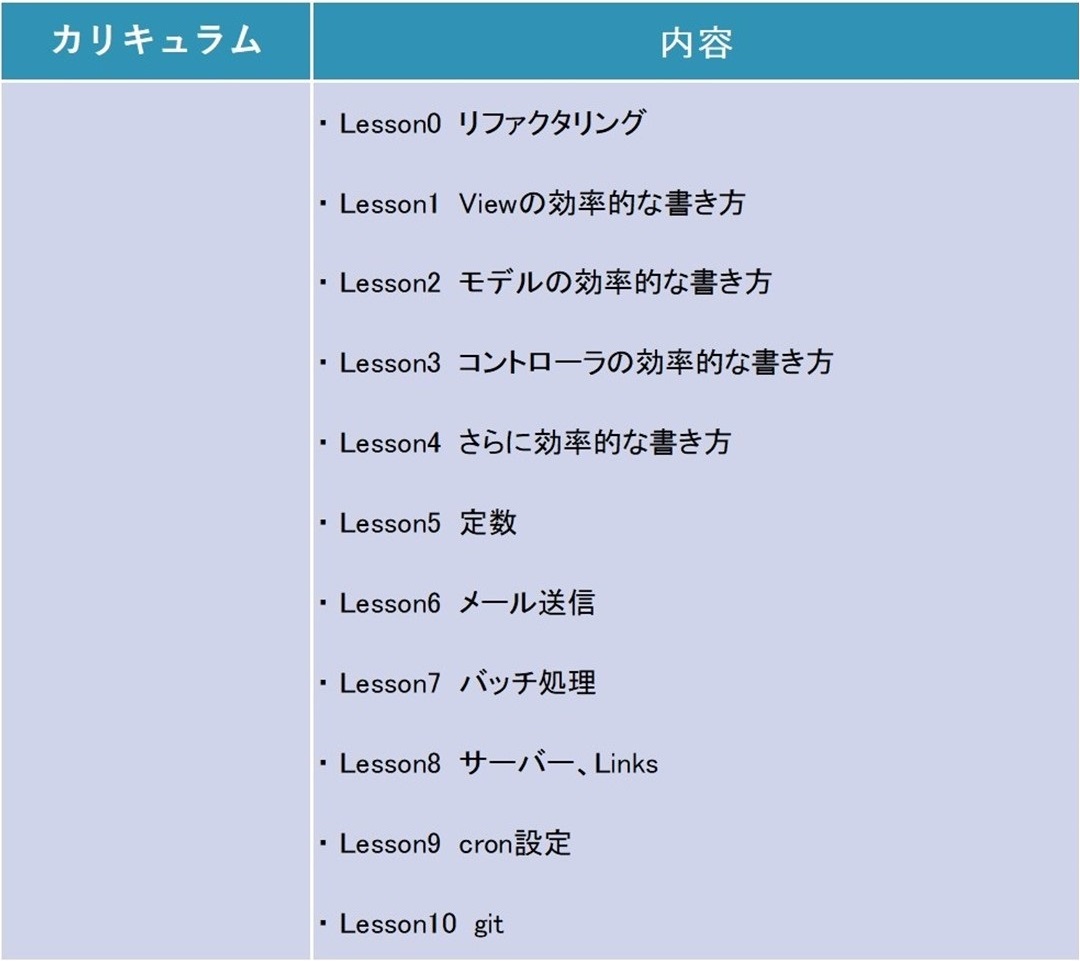 カリキュラム 内容
・Lesson0 リファクタリング
・Lesson1 Viewの効率的な書き方
・Lesson2 モデルの効率的な書き方
・Lesson3 コントローラの効率的な書き方
・Lesson4 さらに効率的な書き方
・Lesson5 定数
・Lesson6 メール送信
・Lesson7 バッチ処理
・Lesson8 サーバー、Links
・Lesson9 cron設定
・Lesson10 git